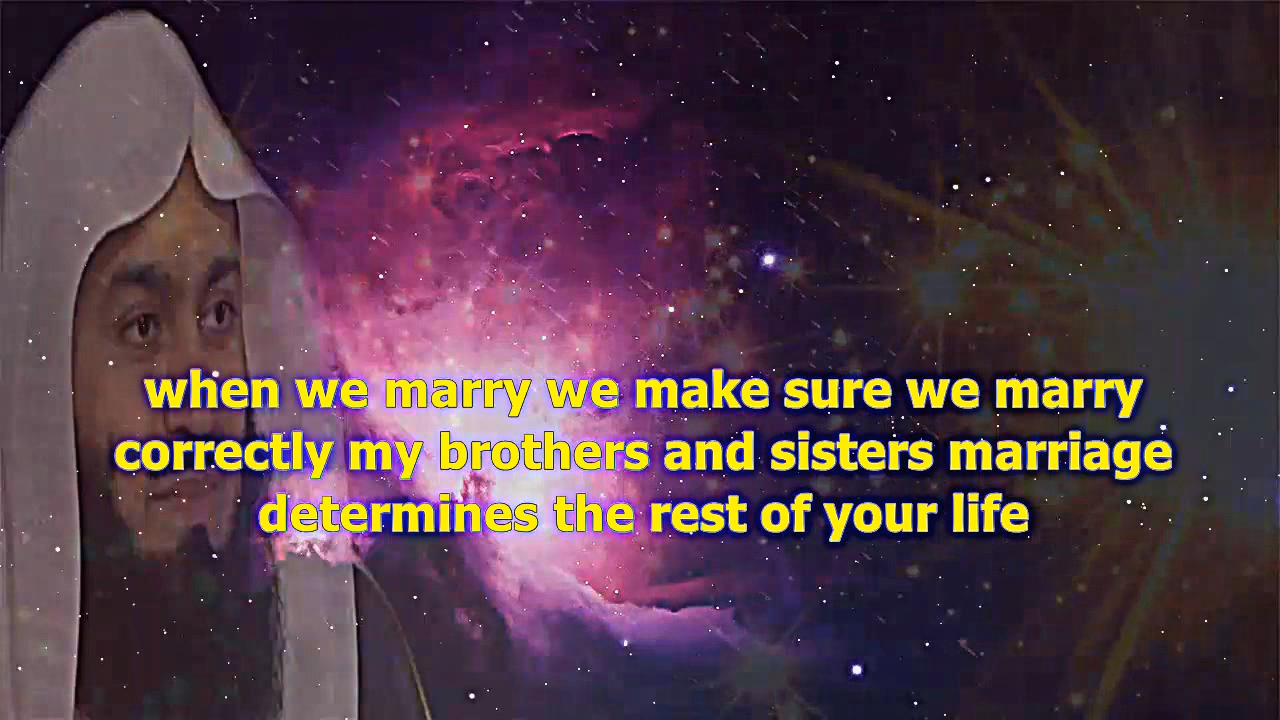 when we marry we make sure we marry
correctly my brothers and sisters marriage
determines the rest of your life